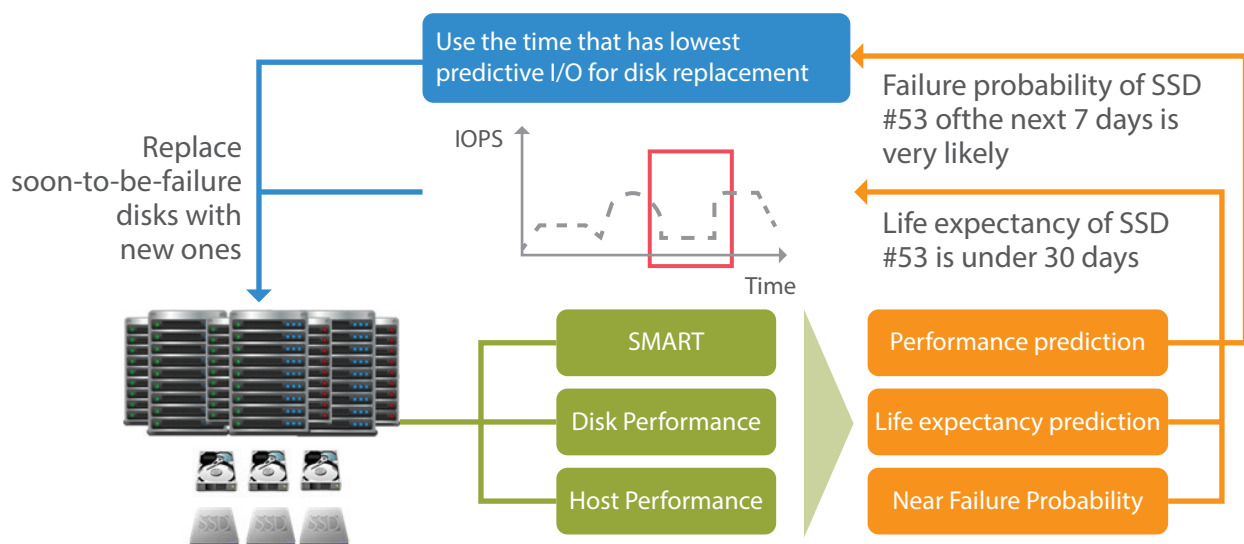 Use the time that has lowest
predictive I/O for disk replacement
Failure probability of SSD
#53 ofthe next 7 days is
very likely
Replace
soon-to-be-failure
disks with
new ones
IOPS
Time
Life expectancy of SSD
#53 is under 30 days
SMART
Disk Performance
Host Performance
Performance prediction
Life expectancy prediction
Near Failure Probability
SSD
SSD
SSD